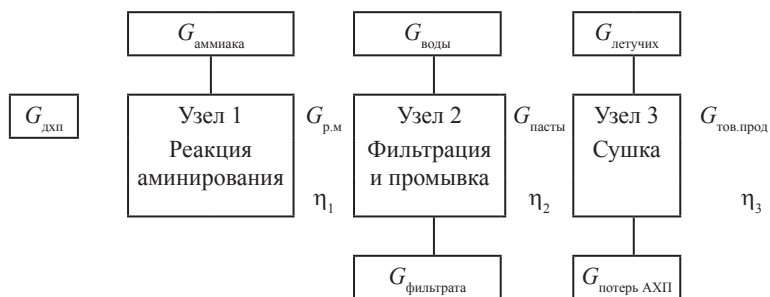 G аммиака
G воды
G летучих
G дхп
Узел 1
Реакция
аминирования
G р.м
η1
Узел 2
Фильтрация
и промывка
G пасты
η2
Узел 3
Сушка
G тов.прод
η3
G фильтрата
G потерь АХП